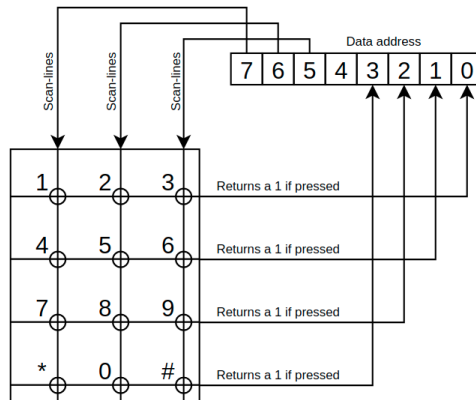 Data address
7 6 5 4 3 2 1 0
Scan-lines
Scan-lines
Scan-lines
1 2 3
Returns a 1 if pressed
4 5 6
Returns a 1 if pressed
7 8 9
Returns a 1 if pressed
* 0 #
Returns a 1 if pressed